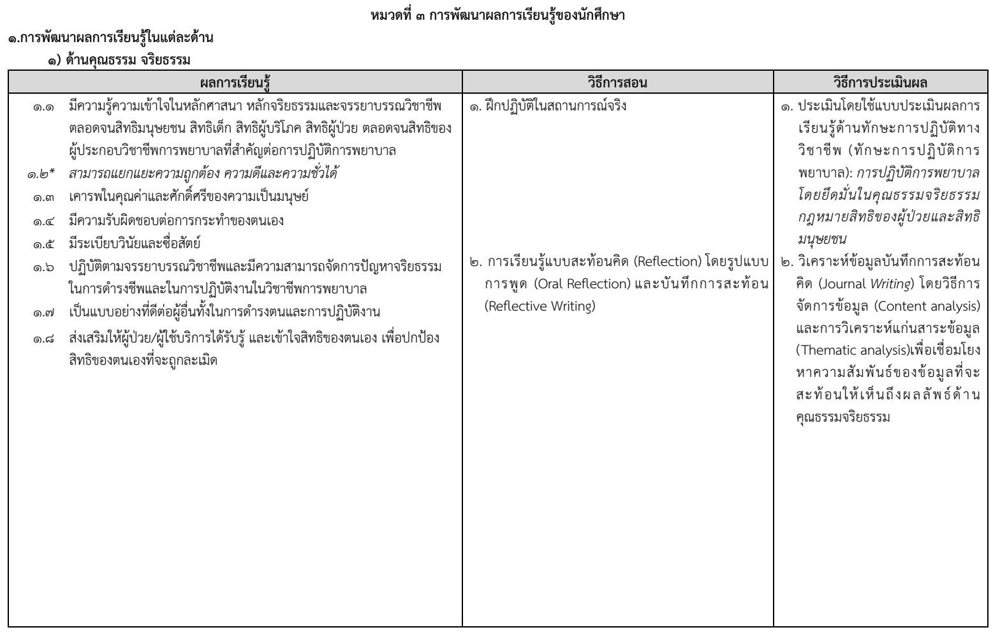 หมวดที่ ๓ การพัฒนาผลการเรียนรู้ของนักศึกษา
๑.การพัฒนาผลการเรียนรู้ในแต่ละด้าน
๑) ด้านคุณธรรม จริยธรรม
ผลการเรียนรู้
๑.๑ มีความรู้ความเข้าใจในหลักศาสนา หลักจริยธรรมและจรรยาบรรณวิชาชีพ
ตลอดจนสิทธิมนุษยชน สิทธิเด็ก สิทธิผู้บริโภค สิทธิผู้ป่วย ตลอดจนสิทธิของ
ผู้ประกอบวิชาชีพการพยาบาลที่สำคัญต่อการปฏิบัติการพยาบาล
๑.๒* สามารถแยกแยะความถูกต้อง ความดีและความชั่วได้
๑.๓ เคารพในคุณค่าและศักดิ์ศรีของความเป็นมนุษย์
๑.๔ มีความรับผิดชอบต่อการกระทำของตนเอง
๑.๕ มีระเบียบวินัยและซื่อสัตย์
๑.๖ ปฏิบัติตามจรรยาบรรณวิชาชีพและมีความสามารถจัดการปัญหาจริยธรรม
ในการดำรงชีพและในการปฏิบัติงานในวิชาชีพการพยาบาล
๑.๗ เป็นแบบอย่างที่ดีต่อผู้อื่นทั้งในการดำรงตนและการปฏิบัติงาน
๑.๘ ส่งเสริมให้ผู้ป่วย/ผู้ใช้บริการได้รับรู้ และเข้าใจสิทธิของตนเอง เพื่อปกป้อง
สิทธิของตนเองที่จะถูกละเมิด
วิธีการสอน
๑. ฝึกปฏิบัติในสถานการณ์จริง
๒. การเรียนรู้แบบสะท้อนคิด (Reflection) โดยรูปแบบ
การพูด (Oral Reflection) และบันทึกการสะท้อน
(Reflective Writing)
วิธีการประเมินผล
๑. ประเมินโดยใช้แบบประเมินผลการ
เรียนรู้ด้านทักษะการปฏิบัติทาง
วิชาชีพ (ทักษะการปฏิบัติการ
พยาบาล): การปฏิบัติการพยาบาล
โดยยึดมั่นในคุณธรรมจริยธรรม
กฎหมายสิทธิของผู้ป่วยและสิทธิ
มนุษยชน
๒. วิเคราะห์ข้อมูลบันทึกการสะท้อน
คิด (Journal Writing) โดยวิธีการ
จัดการข้อมูล (Content analysis)
และการวิเคราะห์แก่นสาระข้อมูล
(Thematic analysis)เพื่อเชื่อมโยง
หาความสัมพันธ์ของข้อมูลที่จะ
สะท้อนให้เห็นถึงผลลัพธ์ด้าน
คุณธรรมจริยธรรม